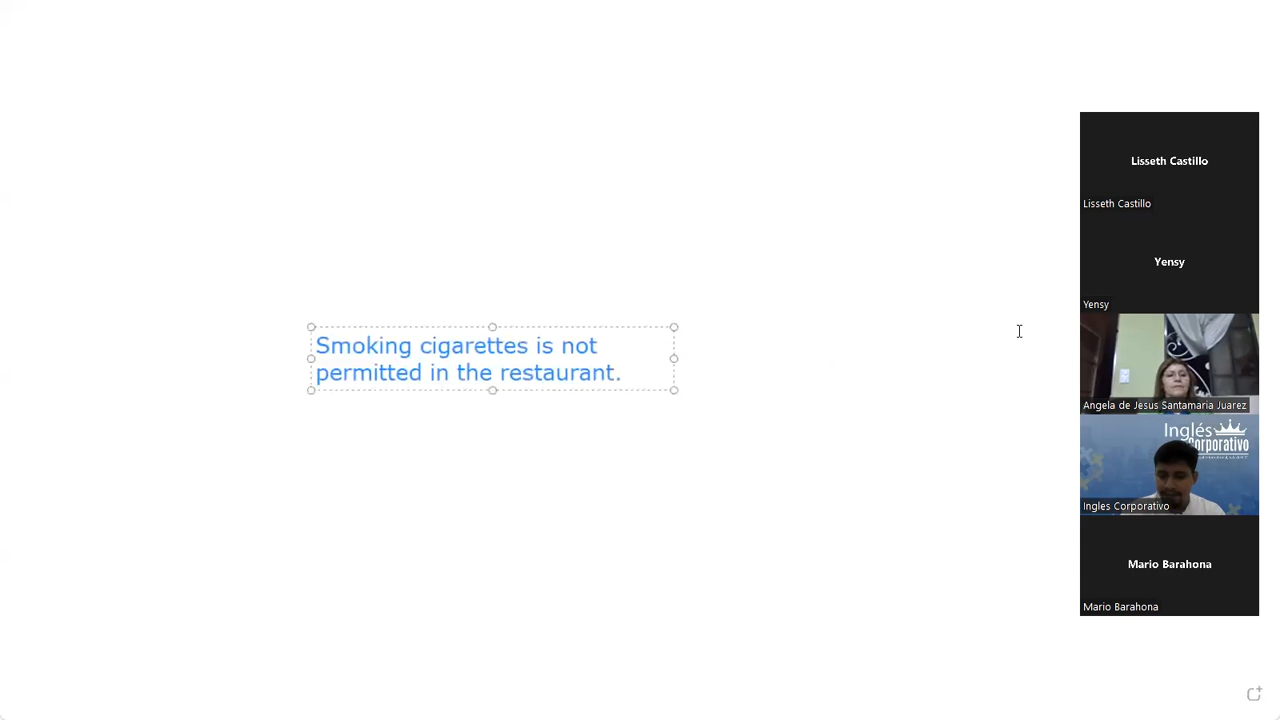 Smoking cigarettes is not
permitted in the restaurant.
Lisseth Castillo
Lisseth Castillo
Yensy
Yensy
Angela de Jesus Santamaria Juarez
Inglés
Corporativo
Ingles Corporativo
Mario Barahona
Mario Barahona